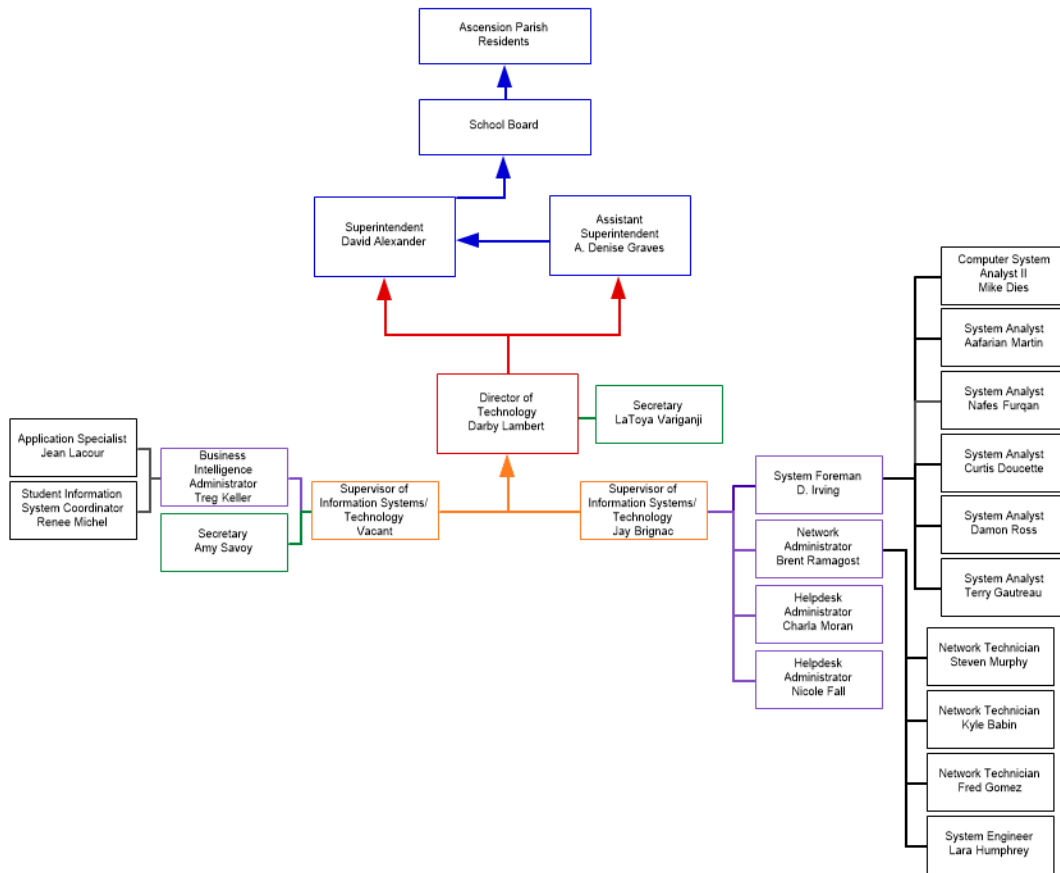 Ascension Parish
Residents
School Board
Superintendent
David Alexander
Assistant
Superintendent
A. Denise Graves
Director of
Technology
Darby Lambert
Secretary
LaToya Variganji
Application Specialist
Jean Lacour
Student Information
System Coordinator
Renee Michel
Business
Intelligence
Administrator
Treg Keller
Secretary
Amy Savoy
Supervisor of
Information Systems/
Technology
Vacant
Supervisor of
Information Systems/
Technology
Jay Brignac
System Foreman
D. Irving
Network
Administrator
Brent Ramagost
Helpdesk
Administrator
Charla Moran
Helpdesk
Administrator
Nicole Fall
Computer System
Analyst II
Mike Dies
System Analyst
Aafarian Martin
System Analyst
Nafes Furqan
System Analyst
Curtis Doucette
System Analyst
Damon Ross
System Analyst
Terry Gautreau
Network Technician
Steven Murphy
Network Technician
Kyle Babin
Network Technician
Fred Gomez
System Engineer
Lara Humphrey